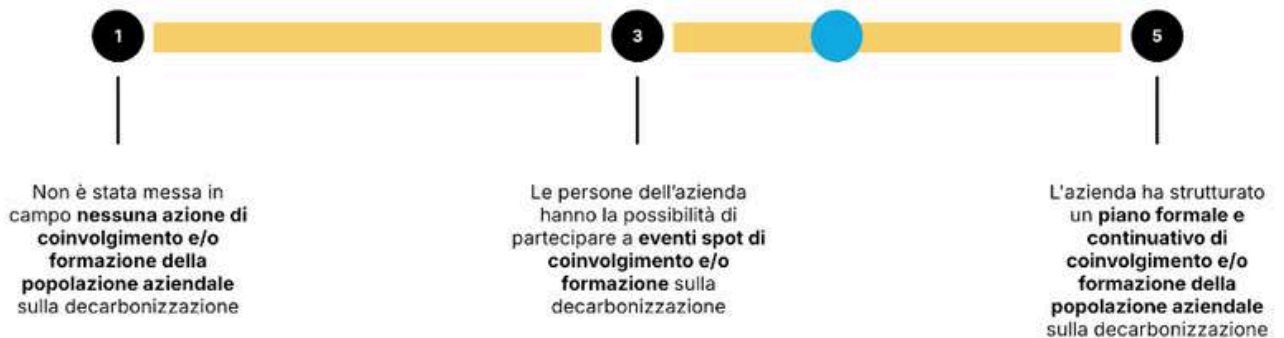 1
3
5
Non è stata messa in
campo nessuna azione di
coinvolgimento e/o
formazione della
popolazione aziendale
sulla decarbonizzazione
Le persone dell'azienda
hanno la possibilità di
partecipare a eventi spot di
coinvolgimento e/o
formazione sulla
decarbonizzazione
L'azienda ha strutturato
un piano formale e
continuativo di
coinvolgimento e/o
formazione della
popolazione aziendale
sulla decarbonizzazione